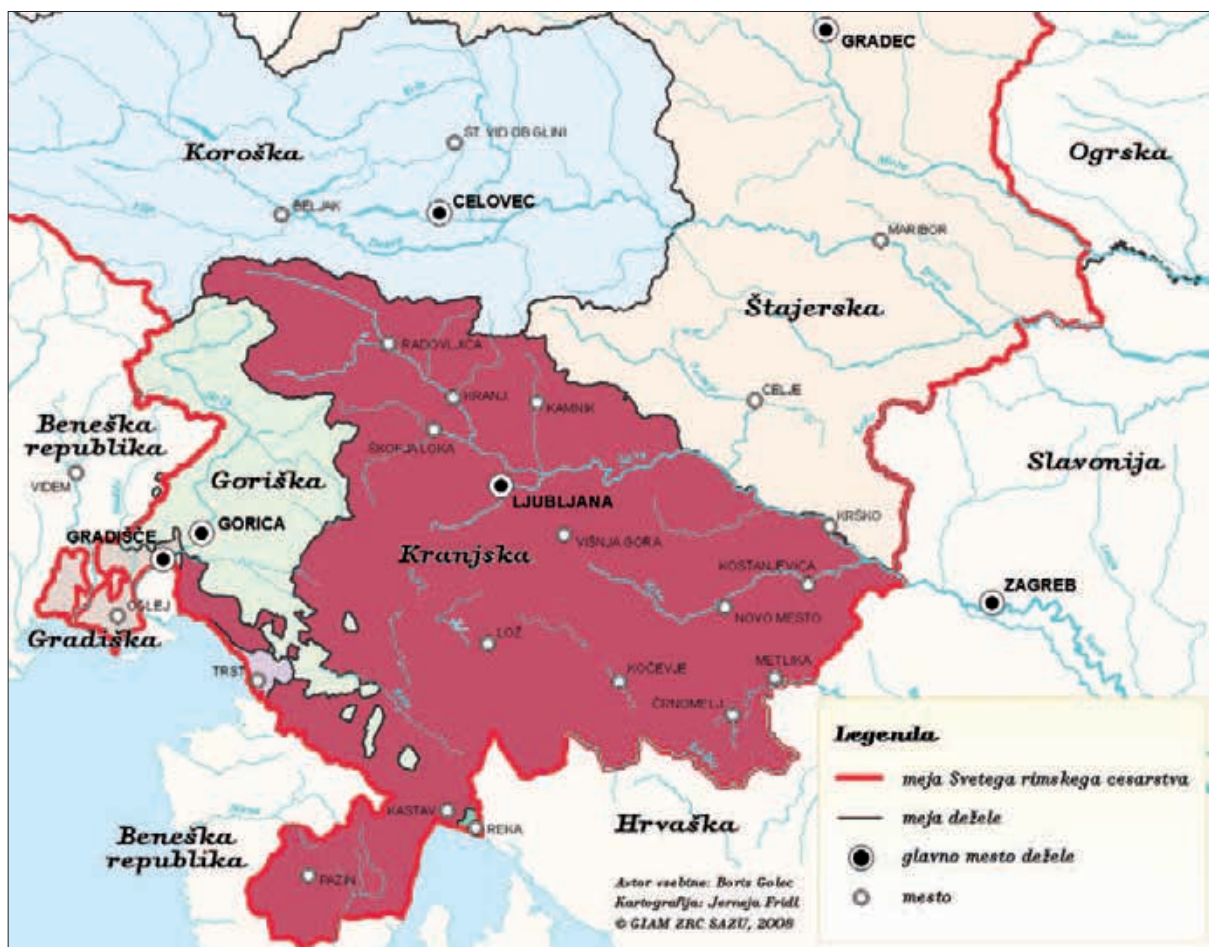 GRADEC
Koroška
ŠT. VID OB GLINI
Ogrska
CELOVEC
BELJAK
MARIBOR
Štajerska
RADOVLJICA
KRANJ
KAMNIK
CELJE
Beneška
republika
ŠKOFJA LOKA
VIDEM
Goriška
Slavonija
LJUBLJANA
GORICA
GRADIŠČE
KRŠKO
Kranjska
VIŠNJA GORA
KOSTANJEVICA
ZAGREB
OGLEJ
NOVO MESTO
Gradiška
LOŽ
TRST
KOČEVJE
METLIKA
ČRNOMELJ
Legenda
meja Svetega rimskega cesarstva
meja dežele
glavno mesto dežele
mesto
KASTAV
REKA
Hrvaška
Beneška
republika
PAZIN
Avtor vsebine: Boris Golec
Kartografija: Jerneja Fridl
© GIAM ZRC SAZU, 2008